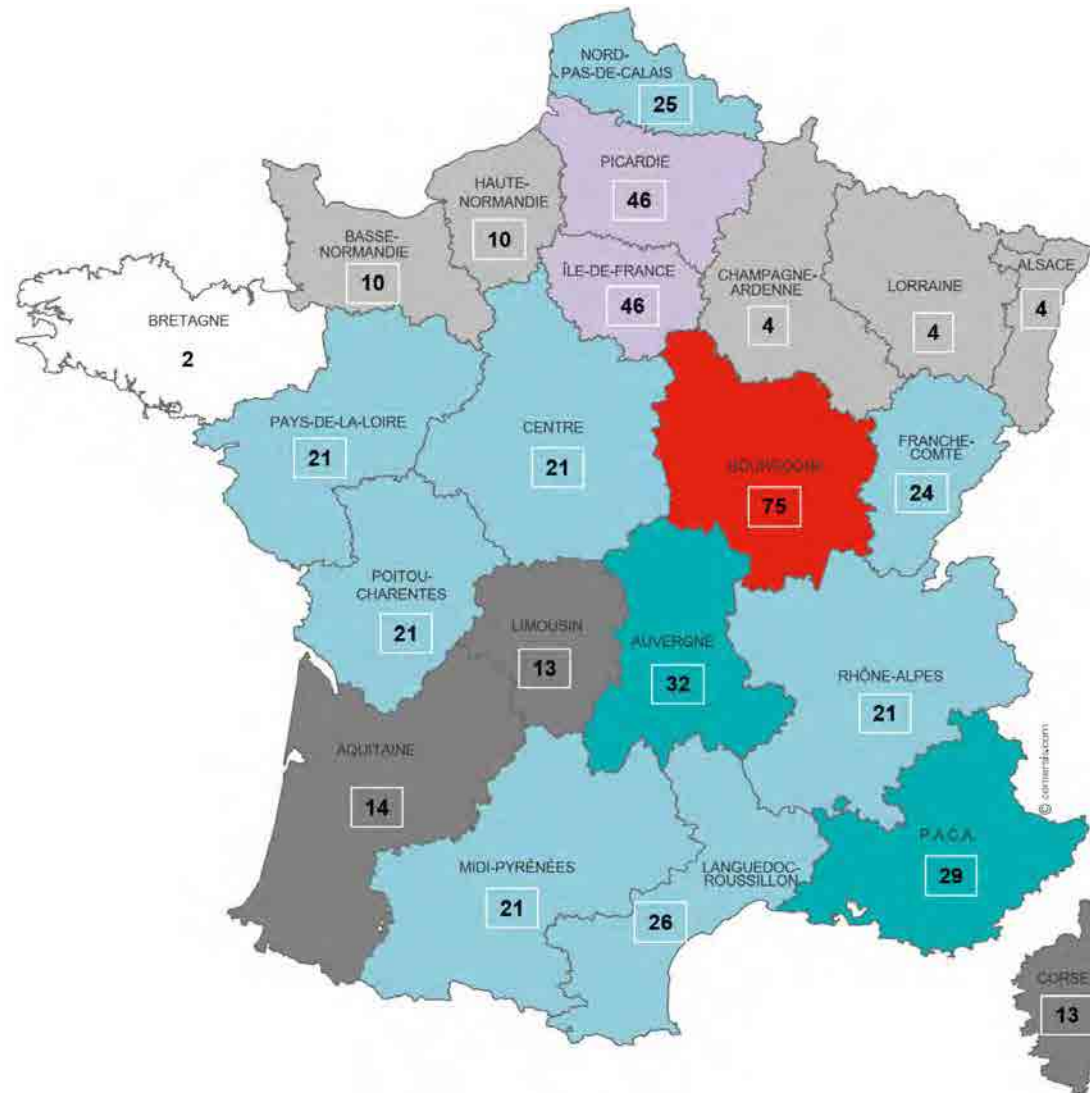 NORD-
PAS-DE-CALAIS
25
PICARDIE
46
HAUTE-
NORMANDIE
10
BASSE-
NORMANDIE
10
ÎLE-DE-FRANCE
46
CHAMPAGNE-
ARDENNE
4
LORRAINE
4
ALSACE
4
BRETAGNE
2
PAYS-DE-LA-LOIRE
21
CENTRE
21
BOURGOGNE
75
FRANCHE-
COMTÉ
24
POITOU-
CHARENTES
21
LIMOUSIN
13
AUVERGNE
32
RHÔNE-ALPES
21
AQUITAINE
14
MIDI-PYRÉNÉES
21
LANGUEDOC-
ROUSSILLON
26
P.A.C.A.
29
CORSE
13
© comersis.com